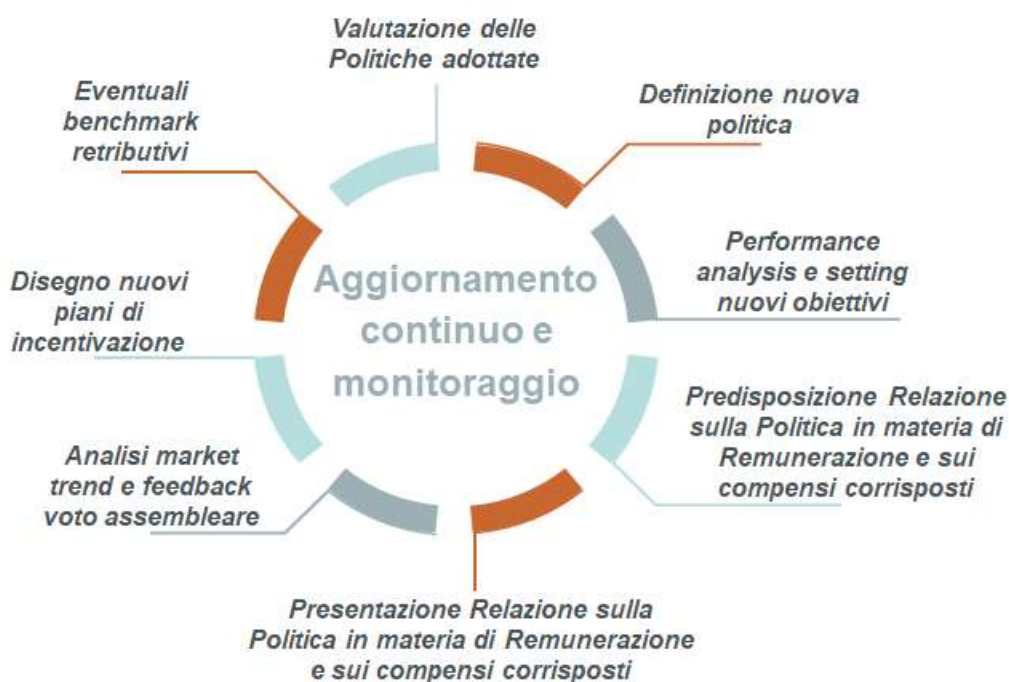 Valutazione delle
Politiche adottate
Definizione nuova
politica
Performance
analysis e setting
nuovi obiettivi
Predisposizione Relazione
sulla Politica in materia di
Remunerazione e sui
compensi corrisposti
Presentazione Relazione sulla
Politica in materia di Remunerazione
e sui compensi corrisposti
Analisi market
trend e feedback
voto assembleare
Disegno nuovi
piani di
incentivazione
Eventuali
benchmark
retributivi
Aggiornamento
continuo e
monitoraggio